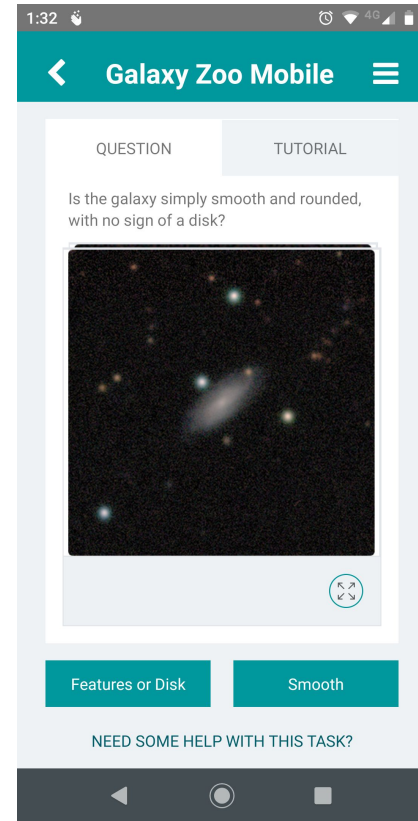 1:32
4G
Galaxy Zoo Mobile
QUESTION
TUTORIAL
Is the galaxy simply smooth and rounded,
with no sign of a disk?
Features or Disk
Smooth
NEED SOME HELP WITH THIS TASK?